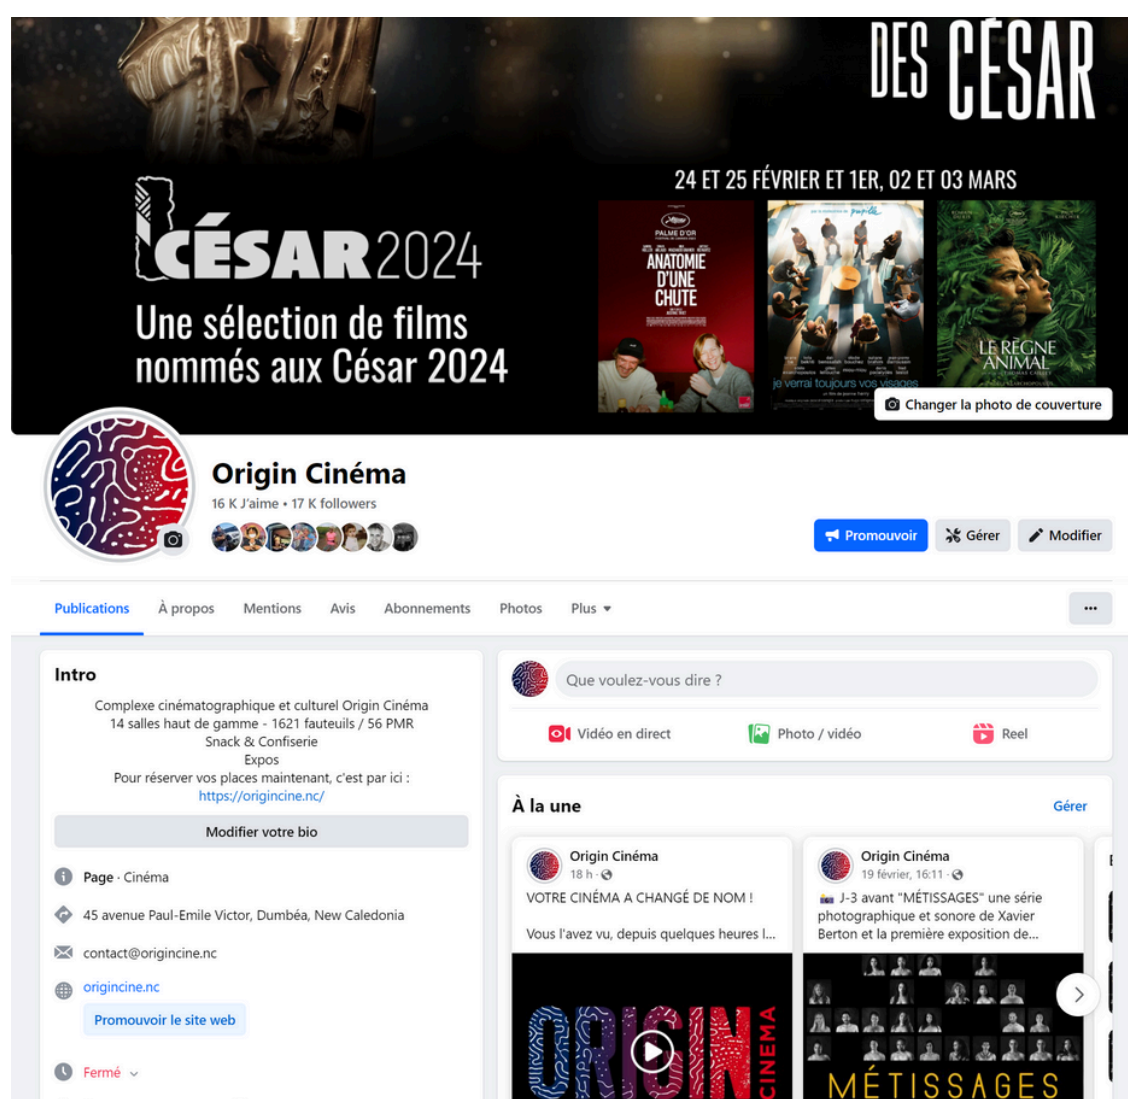 DES CÉSAR
24 ET 25 FÉVRIER ET 1ER, 02 ET 03 MARS
CÉSAR 2024
Une sélection de films
nommés aux César 2024
PALME D'OR
ANATOMIE
D'UNE
CHUTE
pupille
je verrai toujours vos visages
LE RÈGNE
ANIMAL
Changer la photo de couverture
Origin Cinéma
16 K J'aime • 17 K followers
Promouvoir
Gérer
Modifier
Publications
À propos
Mentions
Avis
Abonnements
Photos
Plus
Intro
Complexe cinématographique et culturel Origin Cinéma
14 salles haut de gamme - 1621 fauteuils / 56 PMR
Snack & Confiserie
Expos
Pour réserver vos places maintenant, c'est par ici :
https://origincine.nc/
Modifier votre bio
Page · Cinéma
45 avenue Paul-Emile Victor, Dumbéa, New Caledonia
contact@origincine.nc
origincine.nc
Promouvoir le site web
Fermé
Que voulez-vous dire ?
Vidéo en direct
Photo / vidéo
Reel
À la une
Gérer
Origin Cinéma
18 h ·
VOTRE CINÉMA A CHANGÉ DE NOM !
Vous l'avez vu, depuis quelques heures l...
ORIGIN
CINEMA
Origin Cinéma
19 février, 16:11 ·
J-3 avant "MÉTISSAGES" une série
photographique et sonore de Xavier
Berton et la première exposition de...
MÉTISSAGES